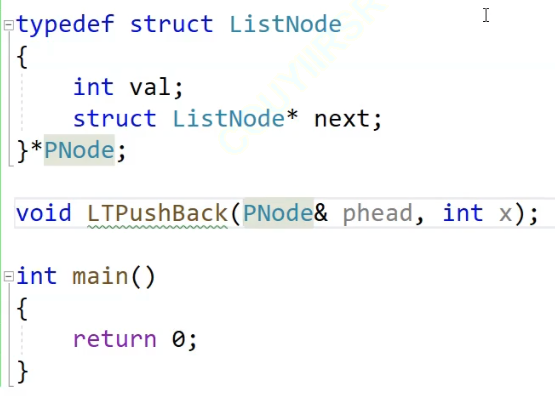 typedef struct ListNode
{
    int val;
    struct ListNode* next;
}*PNode;
void LTPushBack(PNode& phead, int x);
int main()
{
    return 0;
}